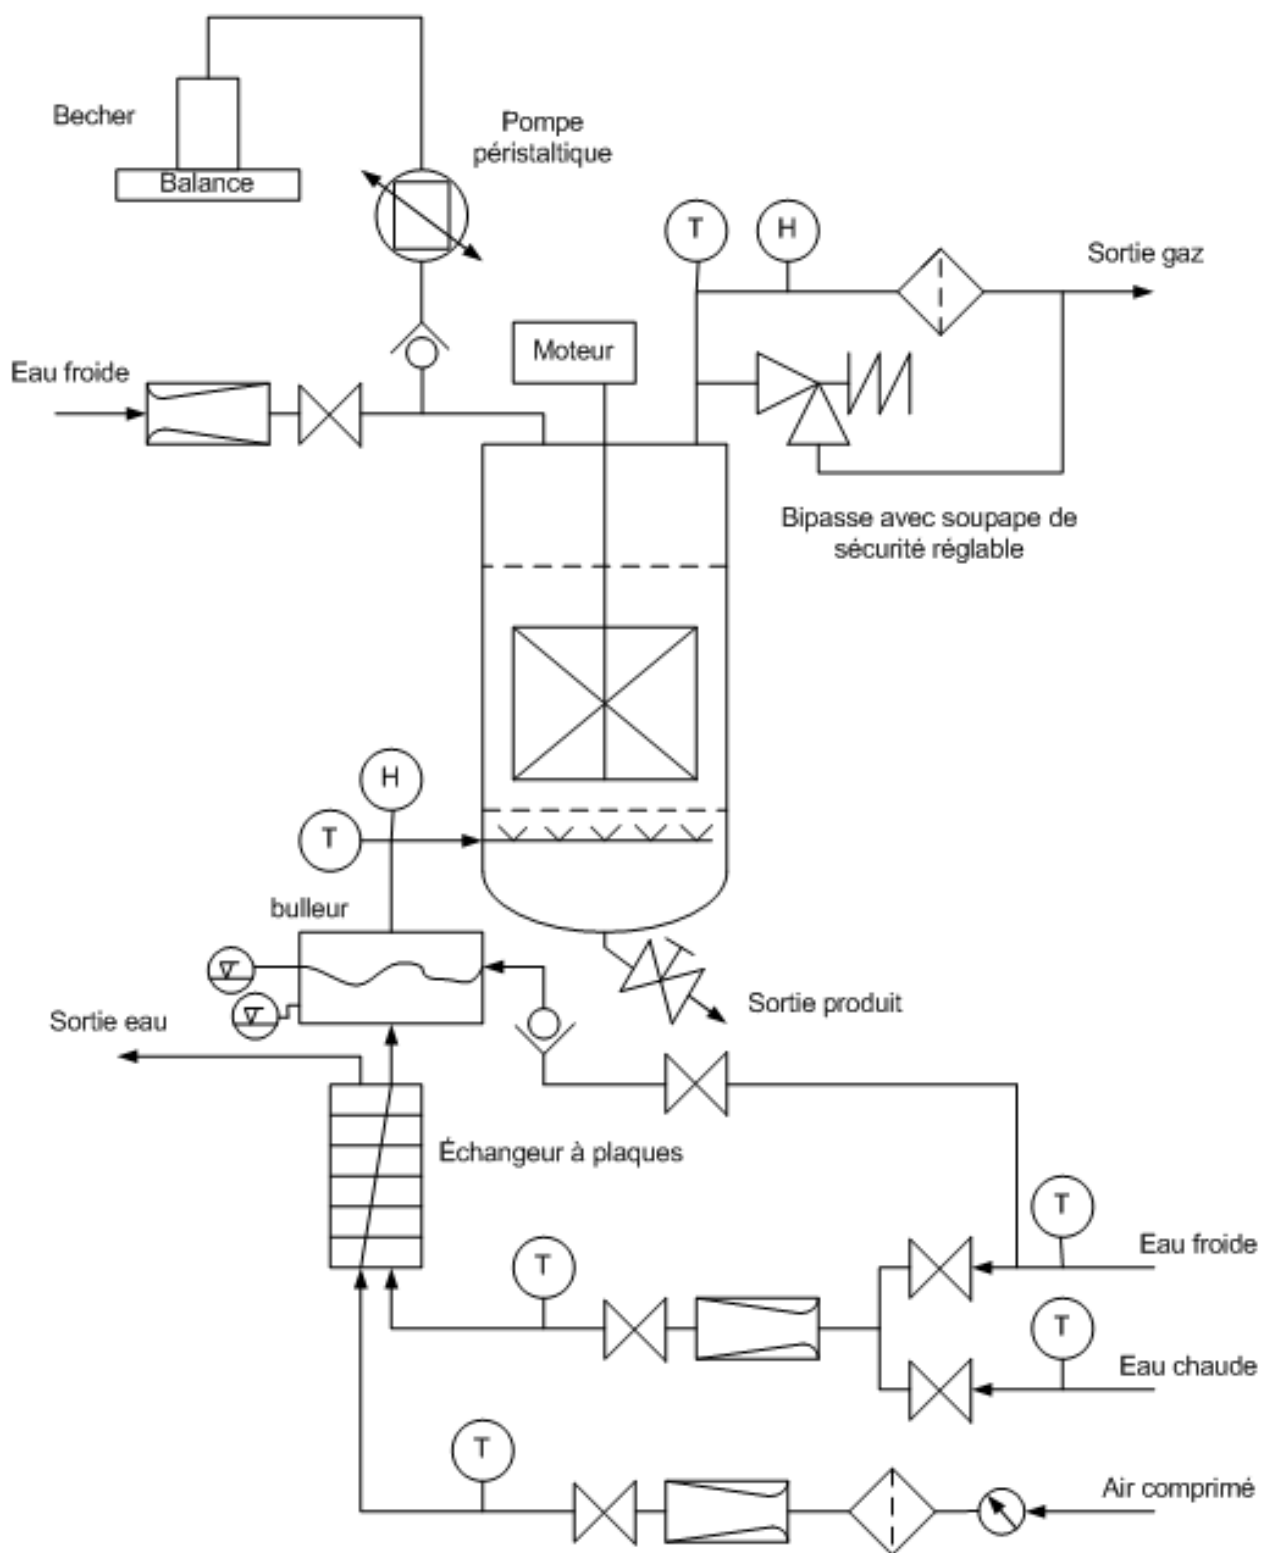 Becher
Balance
Pompe
péristaltique
T
H
Sortie gaz
Moteur
Eau froide
Bipasse avec soupape de
sécurité réglable
H
T
bulleur
Sortie produit
Sortie eau
Échangeur à plaques
T
Eau froide
T
T
Eau chaude
T
Air comprimé